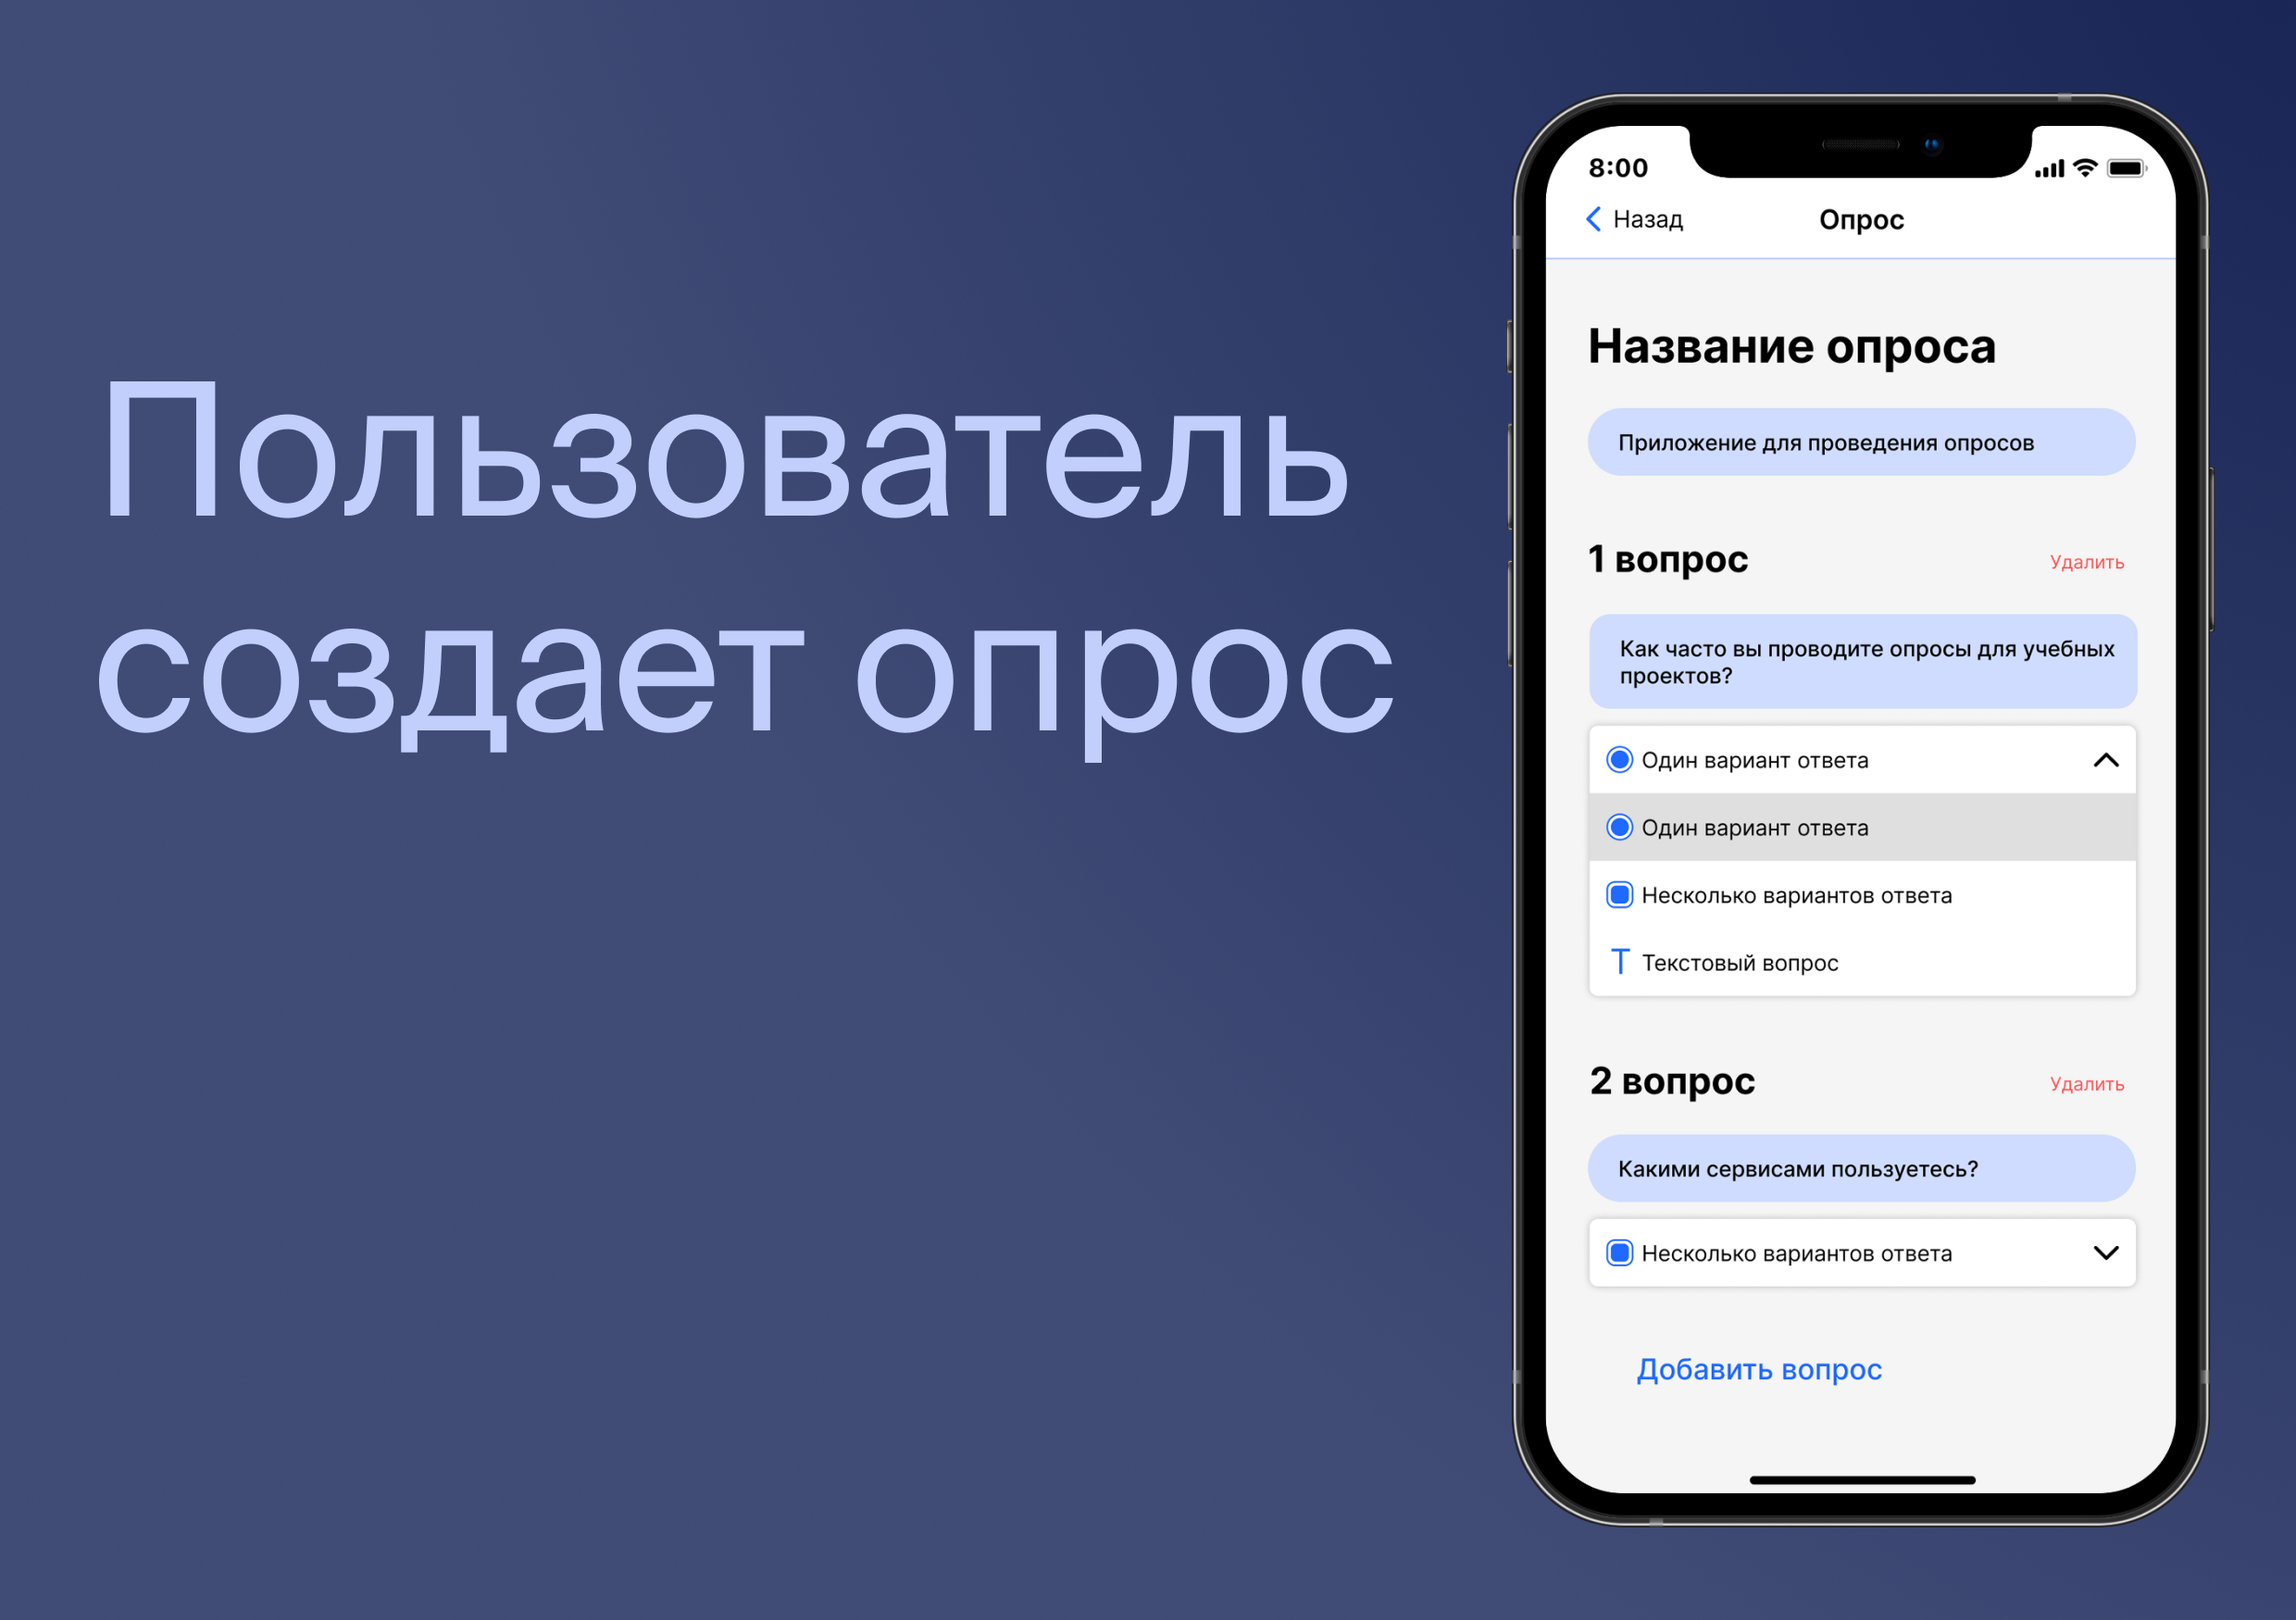 Пользователь
создает опрос
8:00
Назад
Опрос
Название опроса
Приложение для проведения опросов
1 вопрос
Удалить
Как часто вы проводите опросы для учебных
проектов?
Один вариант ответа
Один вариант ответа
Несколько вариантов ответа
Текстовый вопрос
2 вопрос
Удалить
Какими сервисами пользуетесь?
Несколько вариантов ответа
Добавить вопрос